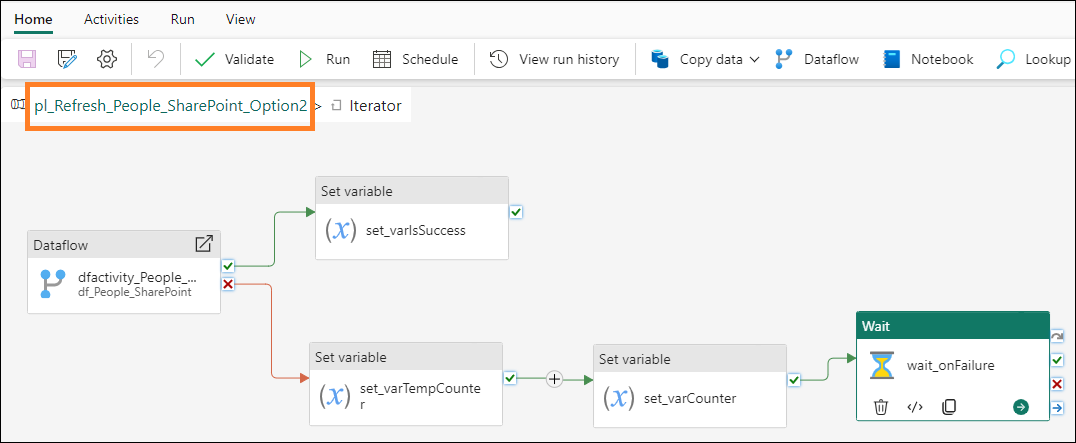 Home Activities Run View
Validate Run Schedule View run history Copy data Dataflow Notebook Lookup
pl_Refresh_People_SharePoint_Option2 > Iterator
Set variable
(x) set_varIsSuccess
Dataflow
dfactivity_People_...
df_People_SharePoint
Set variable
(x) set_varTempCounte
r
Set variable
(x) set_varCounter
Wait
wait_onFailure